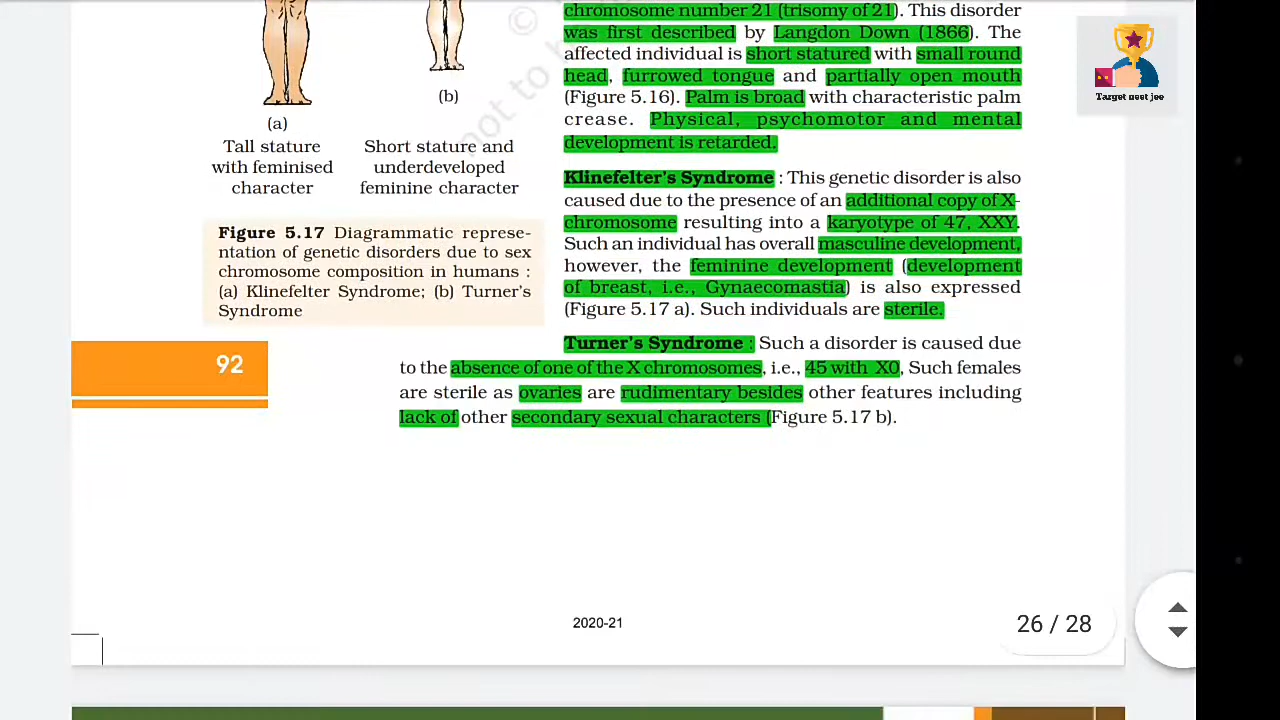 chromosome number 21 (trisomy of 21). This disorder
was first described by Langdon Down (1866). The
affected individual is short statured with small round
head, furrowed tongue and partially open mouth
(Figure 5.16). Palm is broad with characteristic palm
crease. Physical, psychomotor and mental
development is retarded.
Klinefelter's Syndrome : This genetic disorder is also
caused due to the presence of an additional copy of X-
chromosome resulting into a karyotype of 47, XXY.
Such an individual has overall masculine development,
however, the feminine development (development
of breast, i.e., Gynaecomastia) is also expressed
(Figure 5.17 a). Such individuals are sterile.
Turner's Syndrome : Such a disorder is caused due
to the absence of one of the X chromosomes, i.e., 45 with X0, Such females
are sterile as ovaries are rudimentary besides other features including
lack of other secondary sexual characters (Figure 5.17 b).
(a)
Tall stature
with feminised
character
(b)
Short stature and
underdeveloped
feminine character
Figure 5.17 Diagrammatic represe-
ntation of genetic disorders due to sex
chromosome composition in humans :
(a) Klinefelter Syndrome; (b) Turner's
Syndrome
92
2020-21
26 / 28
Target neet jee
© not to b